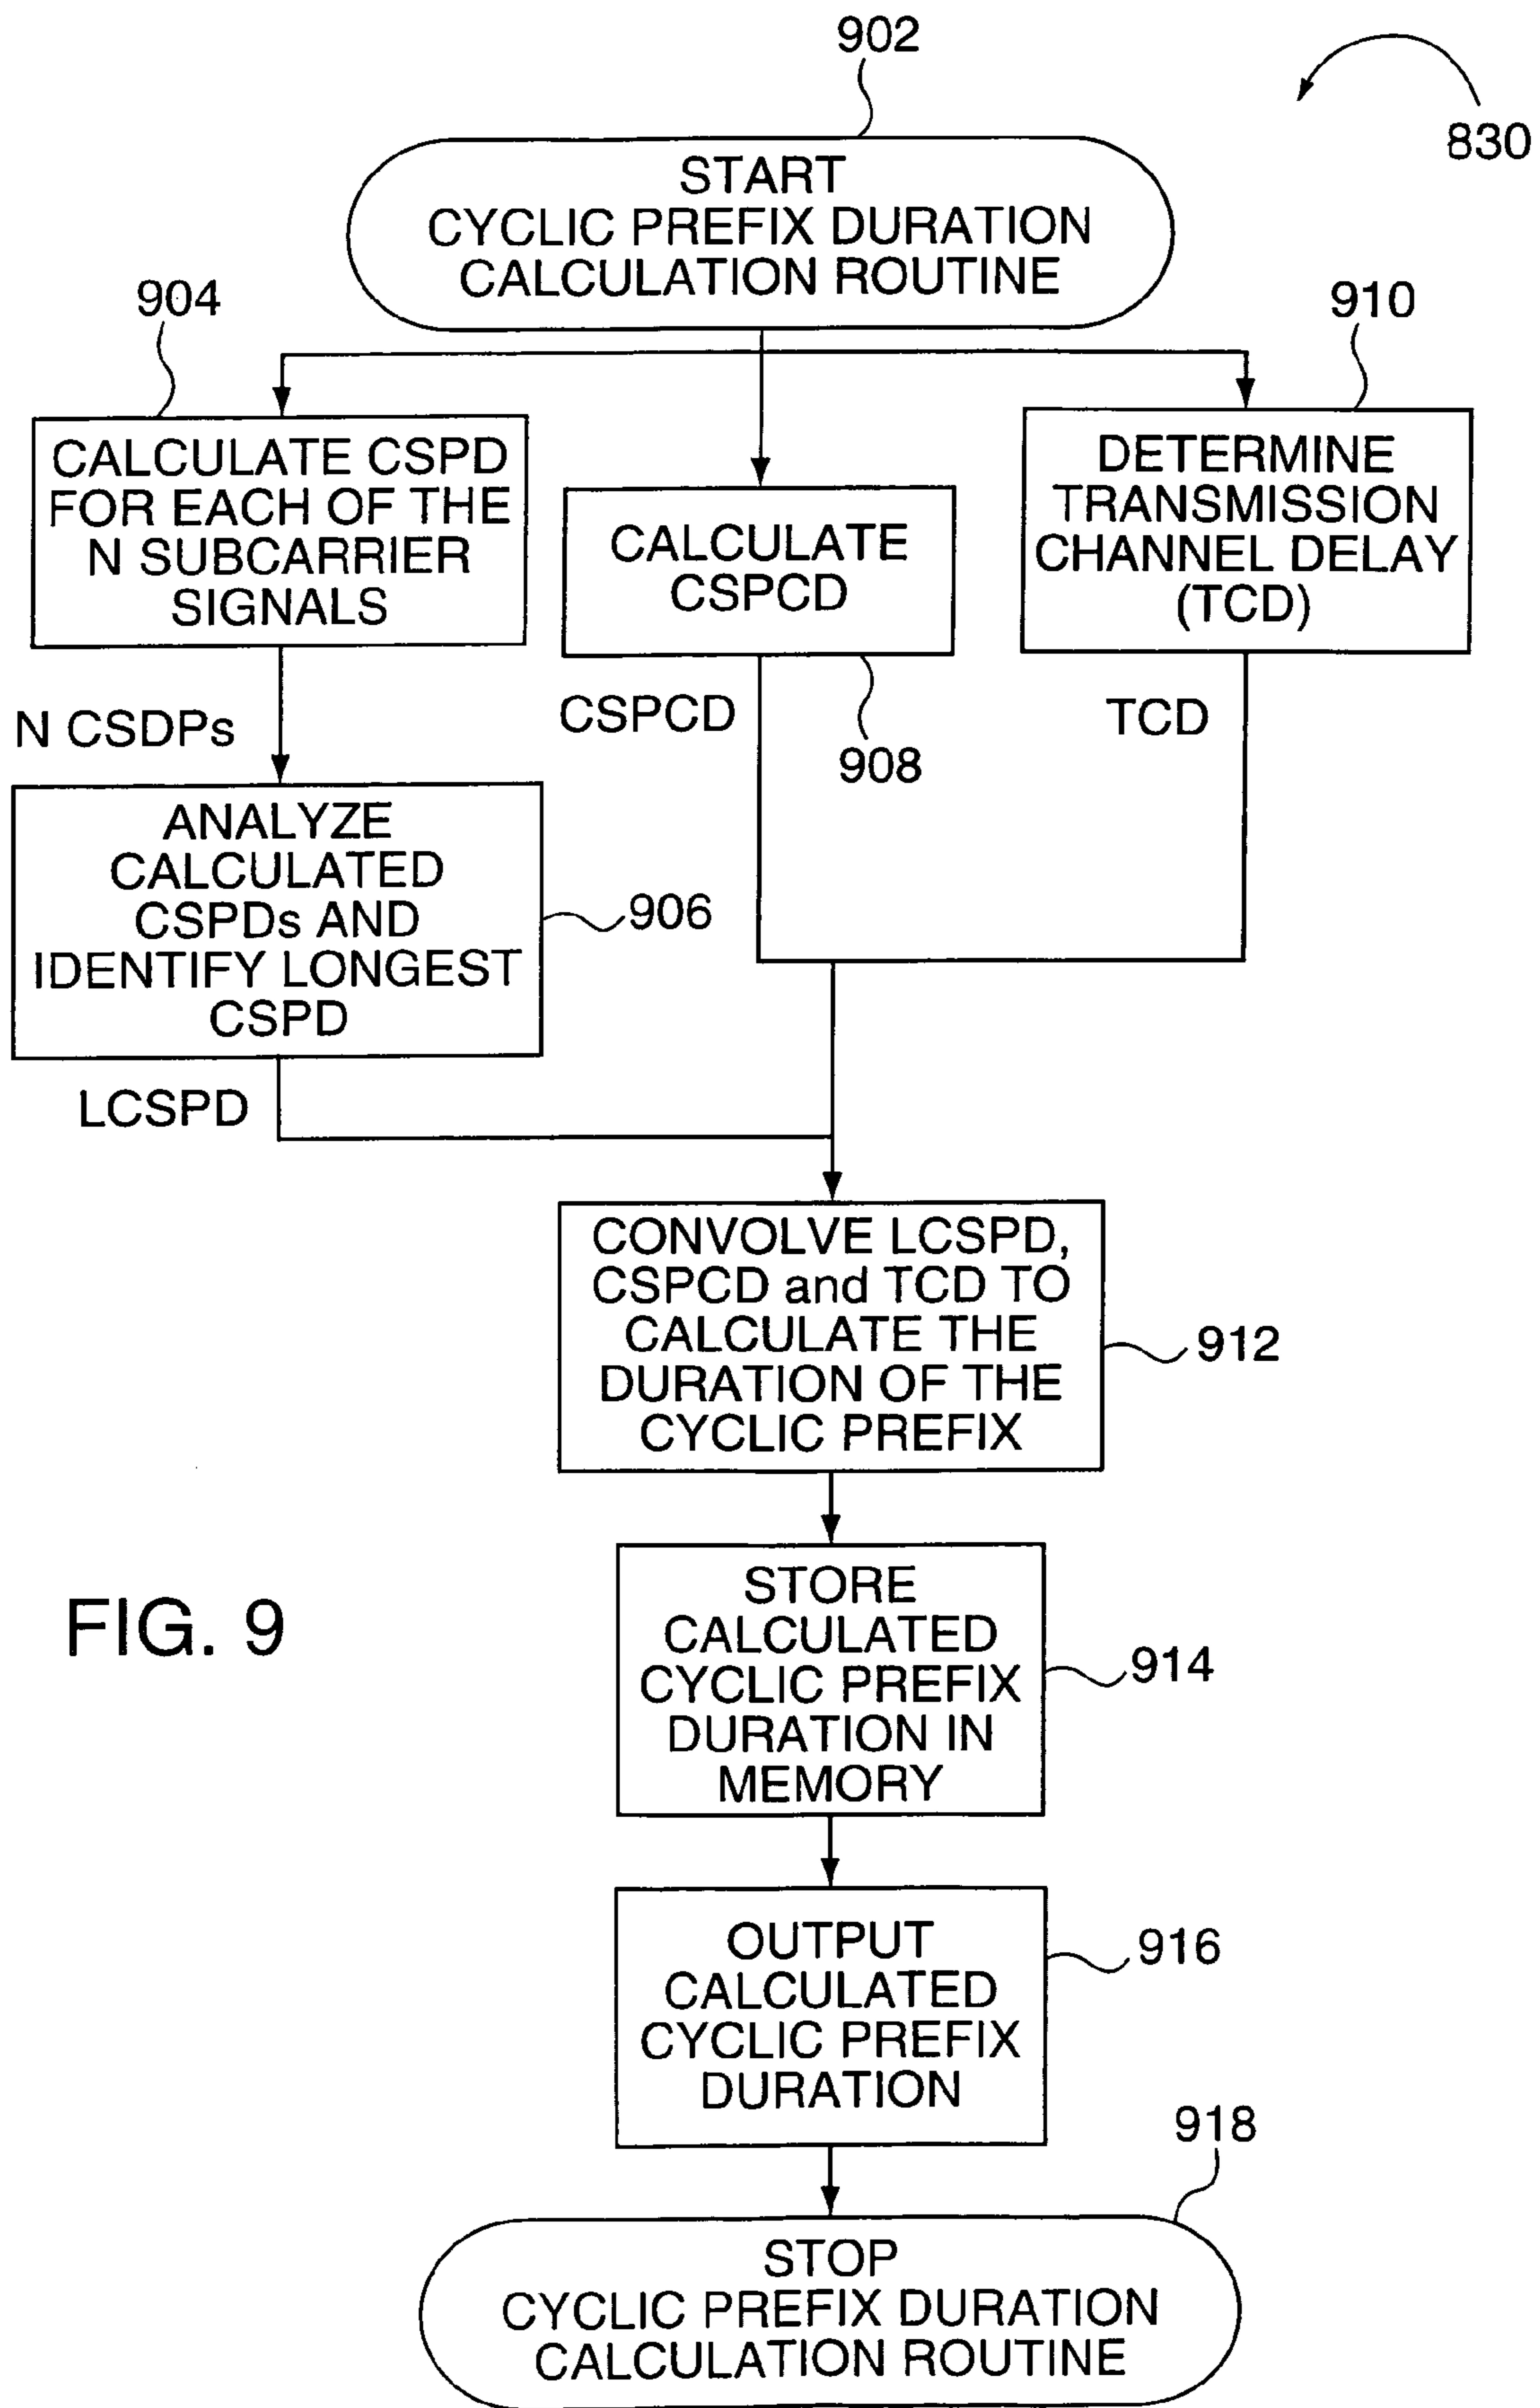 902
830
START
CYCLIC PREFIX DURATION
CALCULATION ROUTINE
904
910
CALCULATE CSPD
FOR EACH OF THE
N SUBCARRIER
SIGNALS
CALCULATE
CSPCD
DETERMINE
TRANSMISSION
CHANNEL DELAY
(TCD)
N CSDPs
CSPCD
908
TCD
ANALYZE
CALCULATED
CSPDs AND
IDENTIFY LONGEST
CSPD
906
LCSPD
CONVOLVE LCSPD,
CSPCD and TCD TO
CALCULATE THE
DURATION OF THE
CYCLIC PREFIX
912
FIG. 9
STORE
CALCULATED
CYCLIC PREFIX
DURATION IN
MEMORY
914
OUTPUT
CALCULATED
CYCLIC PREFIX
DURATION
916
918
STOP
CYCLIC PREFIX DURATION
CALCULATION ROUTINE